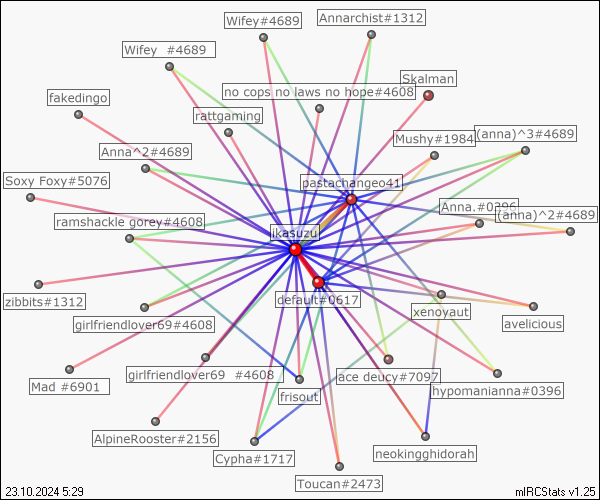 Wifey#4689
Annarchist#1312
Wifey  #4689
Skalman
no cops no laws no hope#4608
fakedingo
rattgaming
Mushy#1984
(anna)^3#4689
Anna^2#4689
Soxy Foxy#5076
pastachangeo41
Anna.#0396
(anna)^2#4689
ramshackle gorey#4608
ikasuzu
zibbits#1312
default#0617
xenoyaut
avelicious
girlfriendlover69#4608
girlfriendlover69  #4608
ace deucy#7097
Mad #6901
frisout
hypomanianna#0396
AlpineRooster#2156
Cypha#1717
neokingghidorah
Toucan#2473
23.10.2024 5:29
mIRCStats v1.25